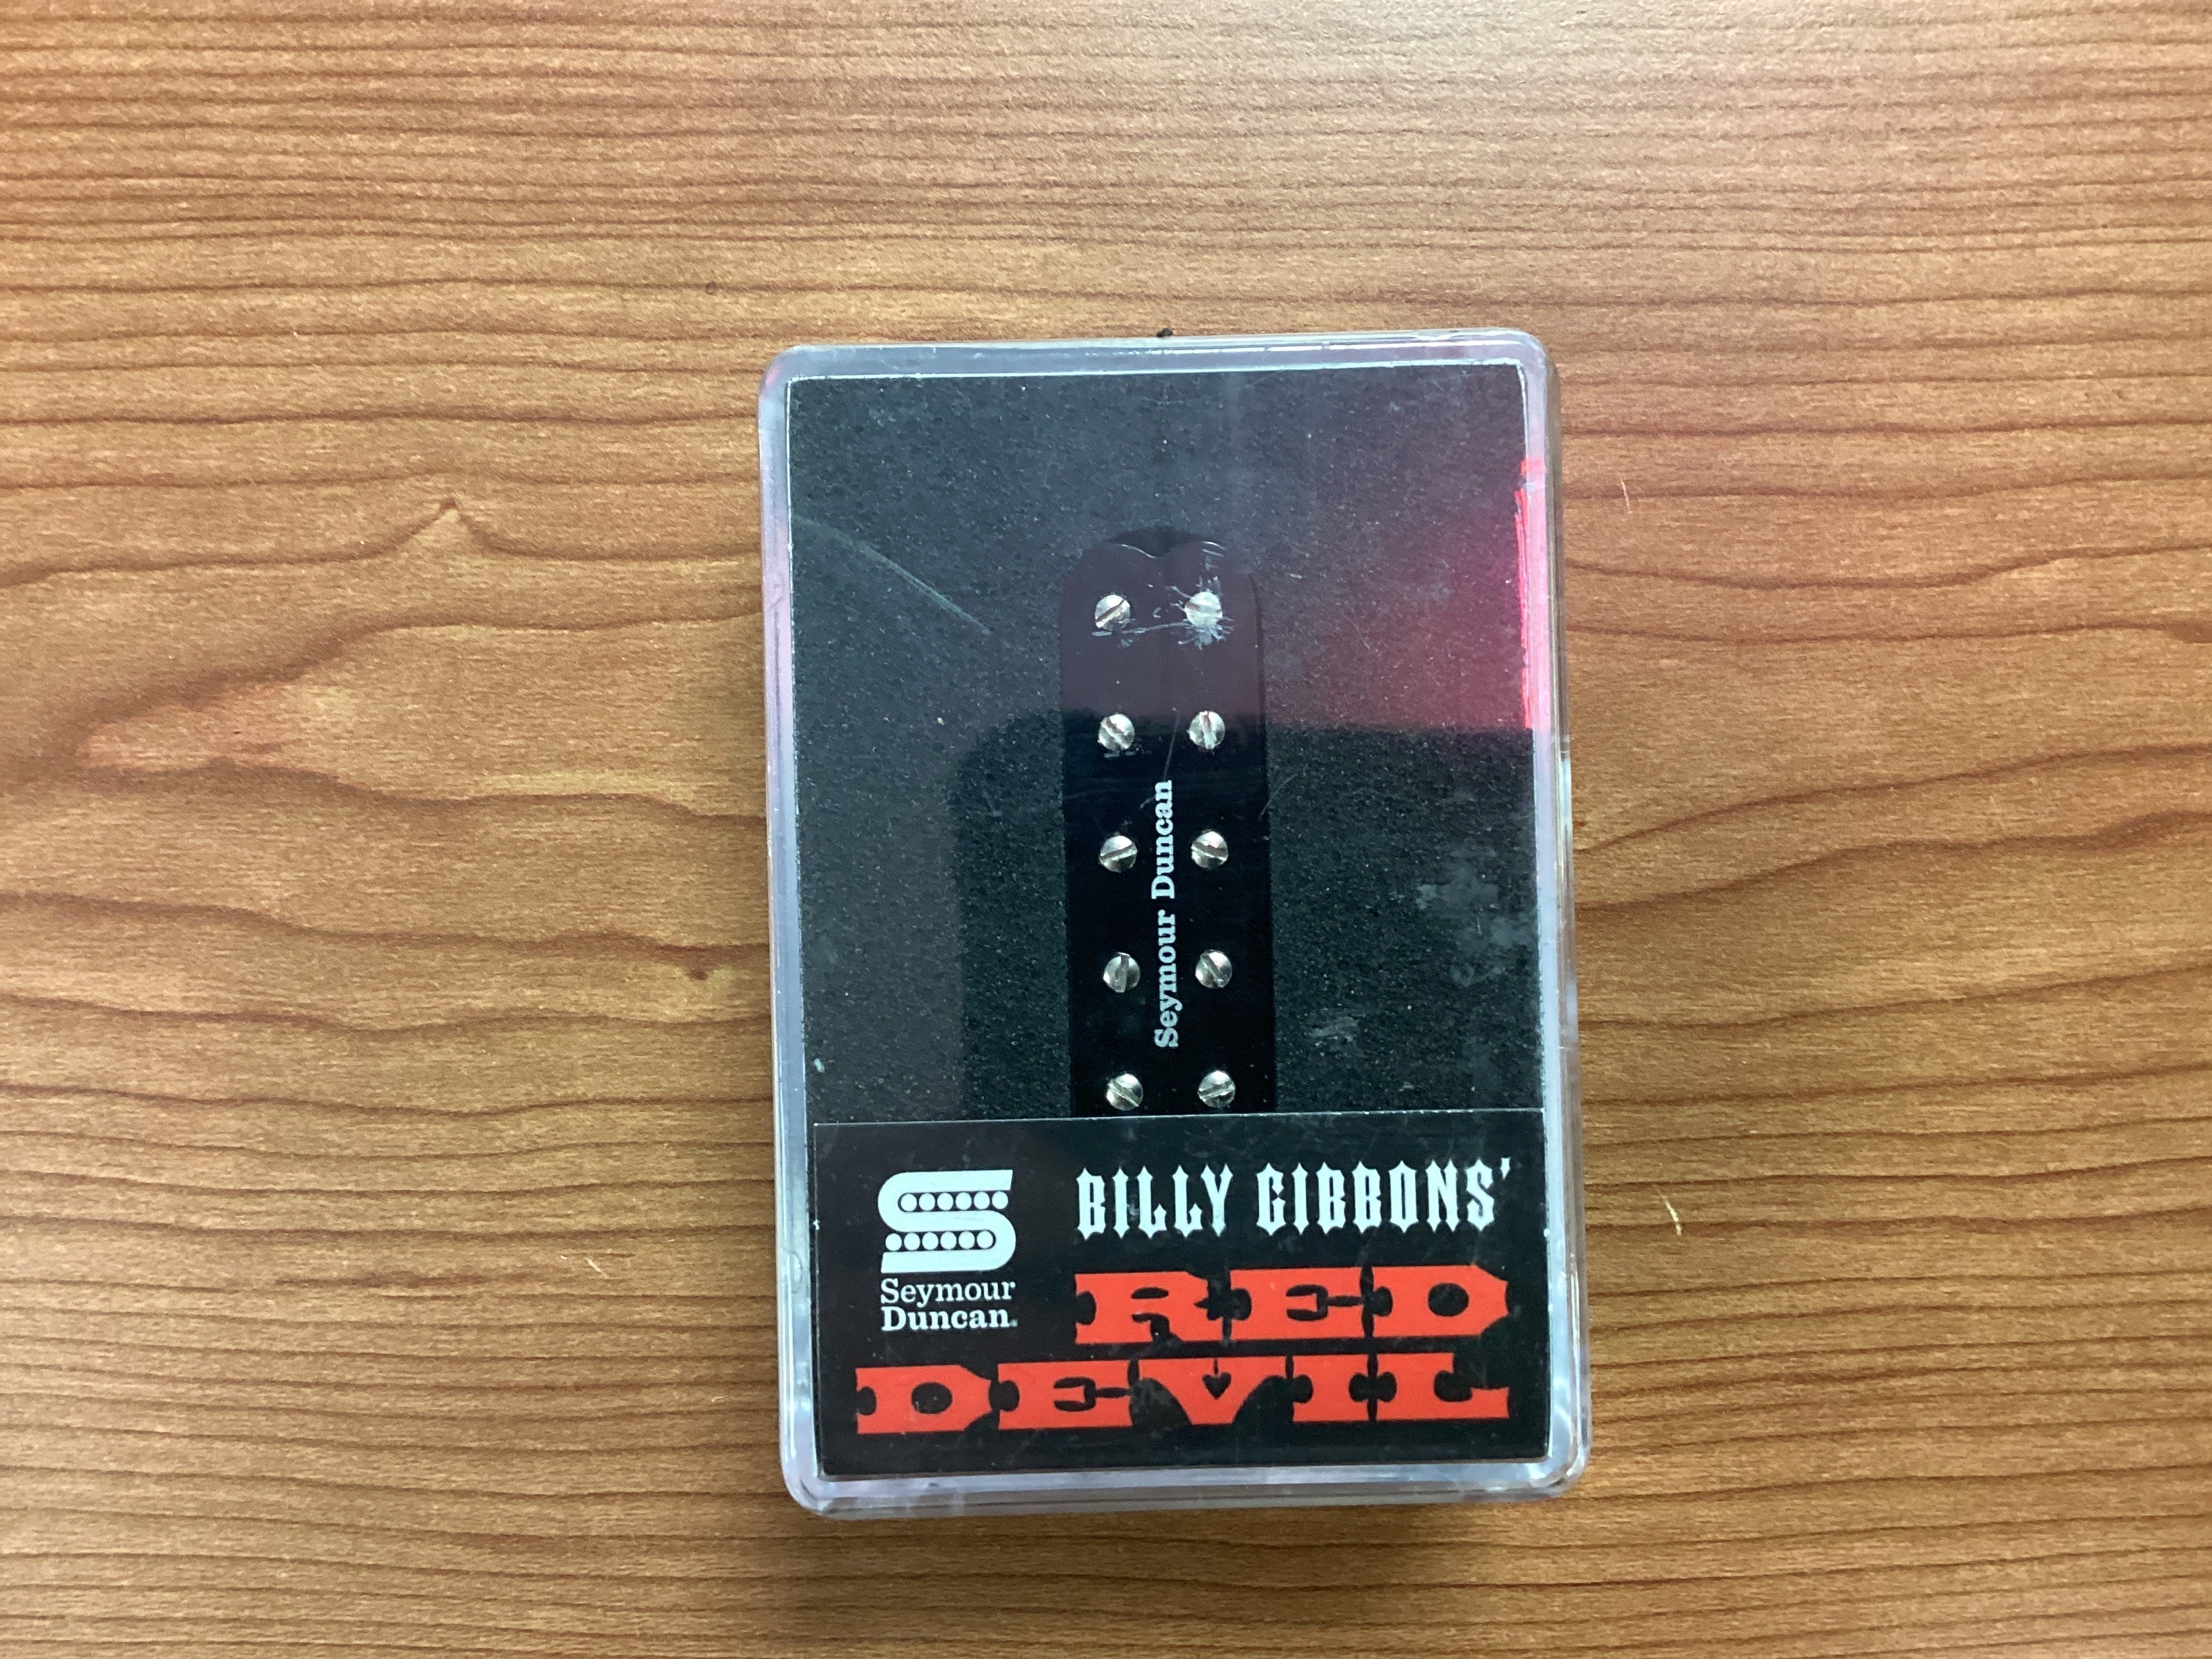 Seymour Duncan
Seymour
Duncan®
BILLY GIBBONS'
RED
DEVIL